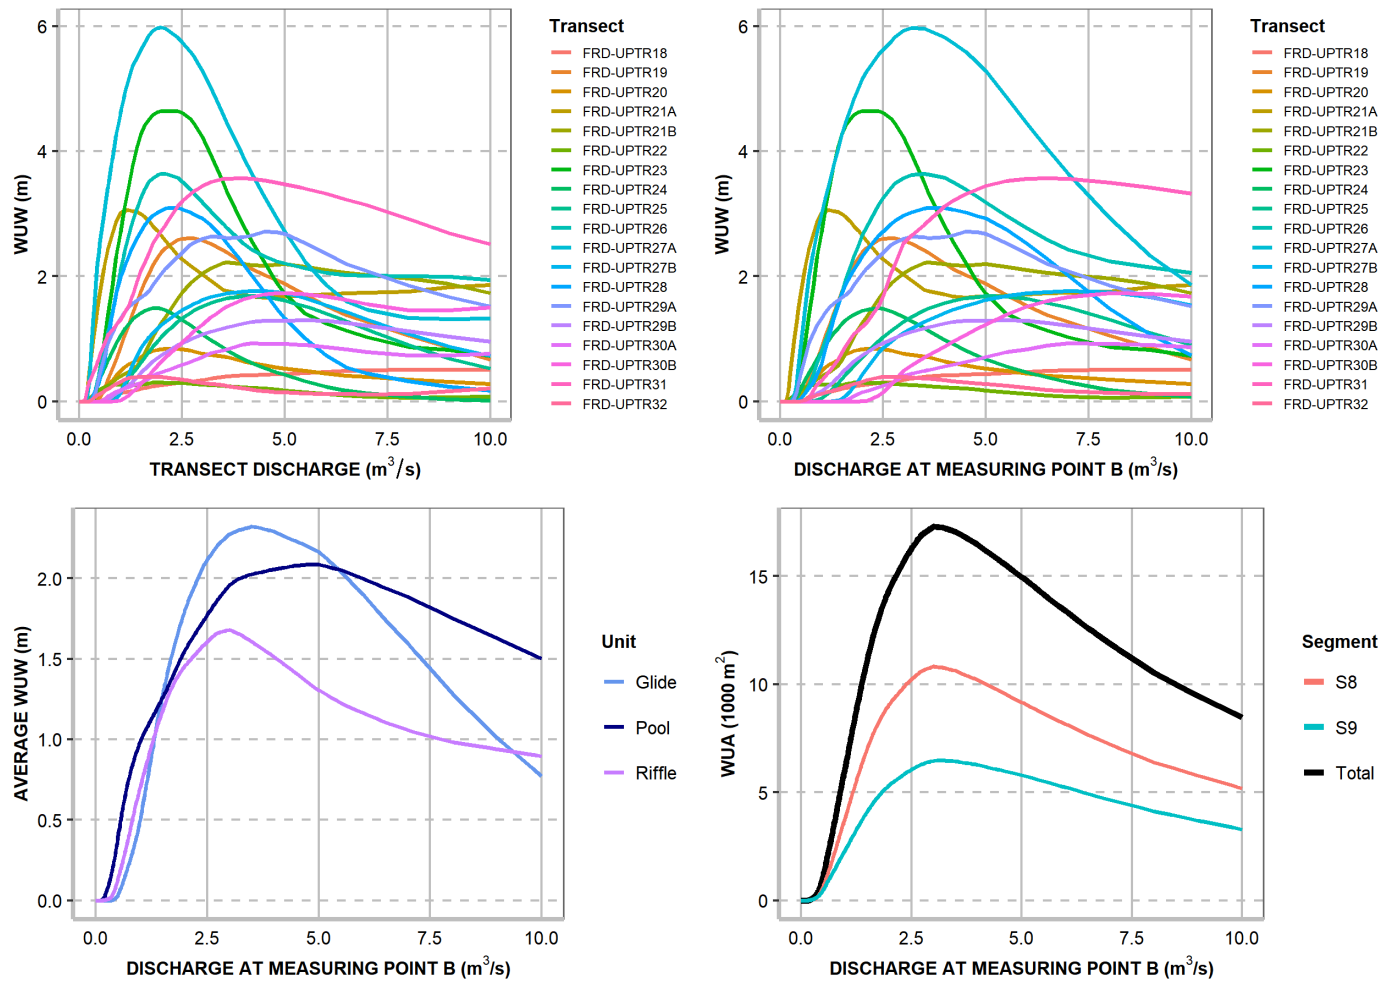 WUW (m)
6
4
2
0
0.0 2.5 5.0 7.5 10.0
TRANSECT DISCHARGE (m³/s)
Transect
FRD-UPTR18
FRD-UPTR19
FRD-UPTR20
FRD-UPTR21A
FRD-UPTR21B
FRD-UPTR22
FRD-UPTR23
FRD-UPTR24
FRD-UPTR25
FRD-UPTR26
FRD-UPTR27A
FRD-UPTR27B
FRD-UPTR28
FRD-UPTR29A
FRD-UPTR29B
FRD-UPTR30A
FRD-UPTR30B
FRD-UPTR31
FRD-UPTR32
WUW (m)
6
4
2
0
0.0 2.5 5.0 7.5 10.0
DISCHARGE AT MEASURING POINT B (m³/s)
Transect
FRD-UPTR18
FRD-UPTR19
FRD-UPTR20
FRD-UPTR21A
FRD-UPTR21B
FRD-UPTR22
FRD-UPTR23
FRD-UPTR24
FRD-UPTR25
FRD-UPTR26
FRD-UPTR27A
FRD-UPTR27B
FRD-UPTR28
FRD-UPTR29A
FRD-UPTR29B
FRD-UPTR30A
FRD-UPTR30B
FRD-UPTR31
FRD-UPTR32
AVERAGE WUW (m)
2.0
1.5
1.0
0.5
0.0
0.0 2.5 5.0 7.5 10.0
DISCHARGE AT MEASURING POINT B (m³/s)
Unit
Glide
Pool
Riffle
WUA (1000 m²)
15
10
5
0
0.0 2.5 5.0 7.5 10.0
DISCHARGE AT MEASURING POINT B (m³/s)
Segment
S8
S9
Total